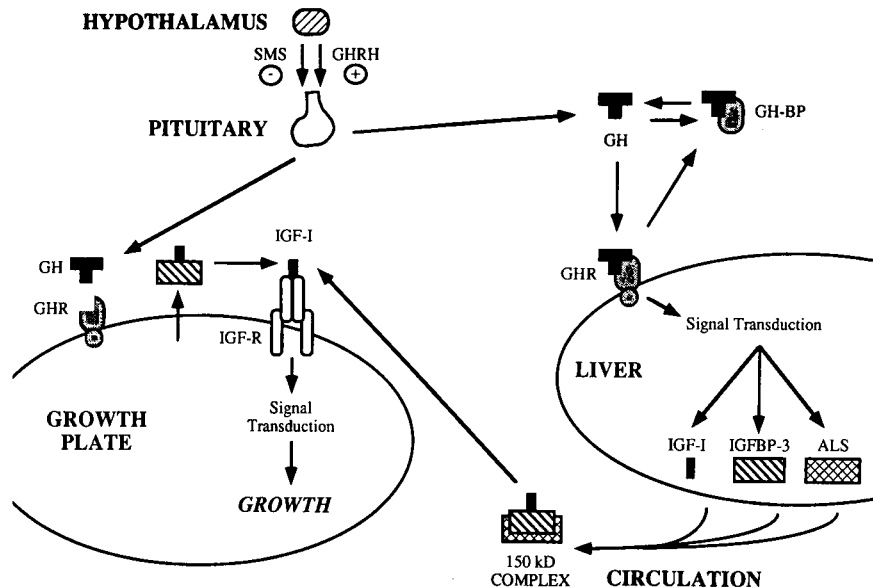 HYPOTHALAMUS
SMS
GHRH
-
+
PITUITARY
GH
GH-BP
IGF-I
GH
GHR
GHR
IGF-R
Signal Transduction
LIVER
GROWTH
PLATE
Signal
Transduction
GROWTH
IGF-I
IGFBP-3
ALS
150 kD
COMPLEX
CIRCULATION